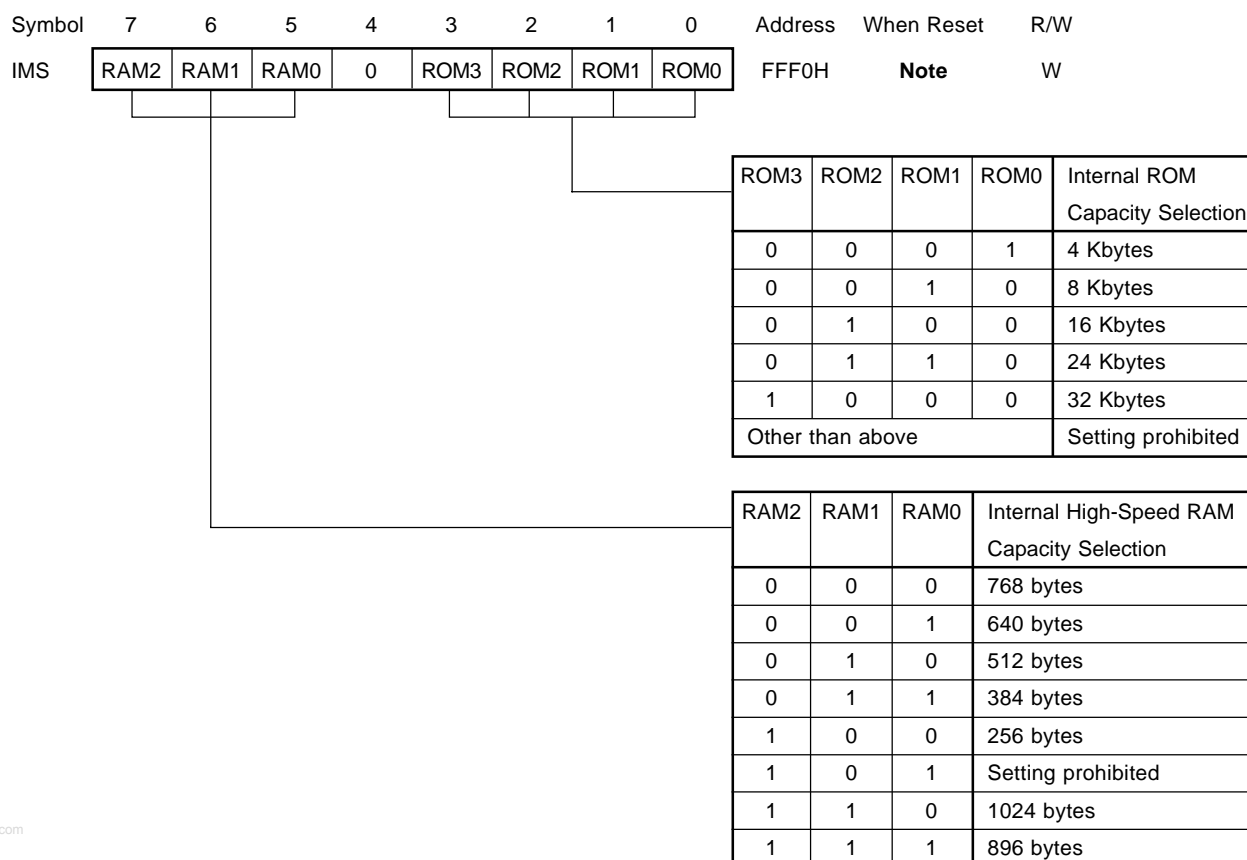 Symbol 7 6 5 4 3 2 1 0 Address When Reset R/W
IMS RAM2 RAM1 RAM0 0 ROM3 ROM2 ROM1 ROM0 FFF0H Note W
ROM3 ROM2 ROM1 ROM0 Internal ROM
Capacity Selection
0 0 0 1 4 Kbytes
0 0 1 0 8 Kbytes
0 1 0 0 16 Kbytes
0 1 1 0 24 Kbytes
1 0 0 0 32 Kbytes
Other than above Setting prohibited
RAM2 RAM1 RAM0 Internal High-Speed RAM
Capacity Selection
0 0 0 768 bytes
0 0 1 640 bytes
0 1 0 512 bytes
0 1 1 384 bytes
1 0 0 256 bytes
1 0 1 Setting prohibited
1 1 0 1024 bytes
com
1 1 1 896 bytes